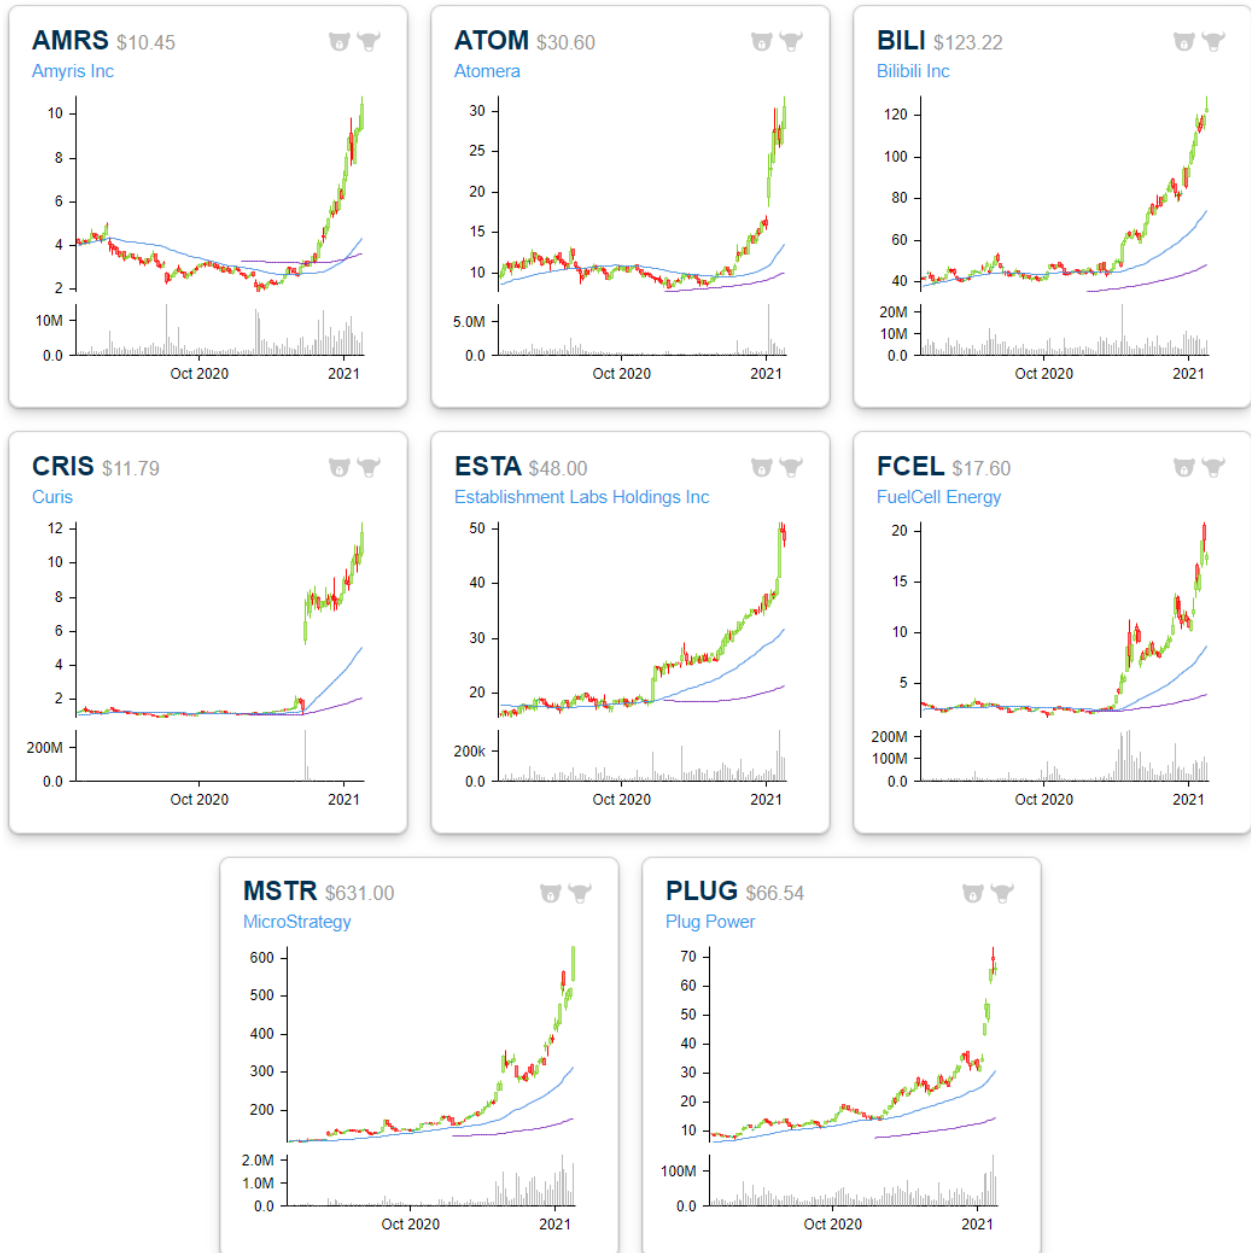 AMRS $10.45
Amyris Inc
10
8
6
4
2
10M
0.0
Oct 2020 2021
ATOM $30.60
Atomera
30
25
20
15
10
5.0M
0.0
Oct 2020 2021
BILI $123.22
Bilibili Inc
120
100
80
60
40
20M
10M
0.0
Oct 2020 2021
CRIS $11.79
Curis
12
10
8
6
4
2
200M
0.0
Oct 2020 2021
ESTA $48.00
Establishment Labs Holdings Inc
50
40
30
20
200k
0.0
Oct 2020 2021
FCEL $17.60
FuelCell Energy
20
15
10
5
200M
100M
0.0
Oct 2020 2021
MSTR $631.00
MicroStrategy
600
500
400
300
200
2.0M
1.0M
0.0
Oct 2020 2021
PLUG $66.54
Plug Power
70
60
50
40
30
20
10
100M
0.0
Oct 2020 2021